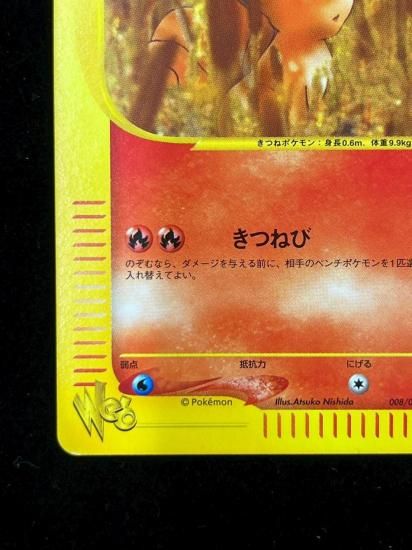 きつねポケモン：身長0.6m、体重9.9kg
きつねび
のぞむなら、ダメージを与える前に、相手のベンチポケモンを1匹選
入れ替えてよい。
弱点 抵抗力 にげる
Web
© Pokémon Illus. Atsuko Nishida 008/0